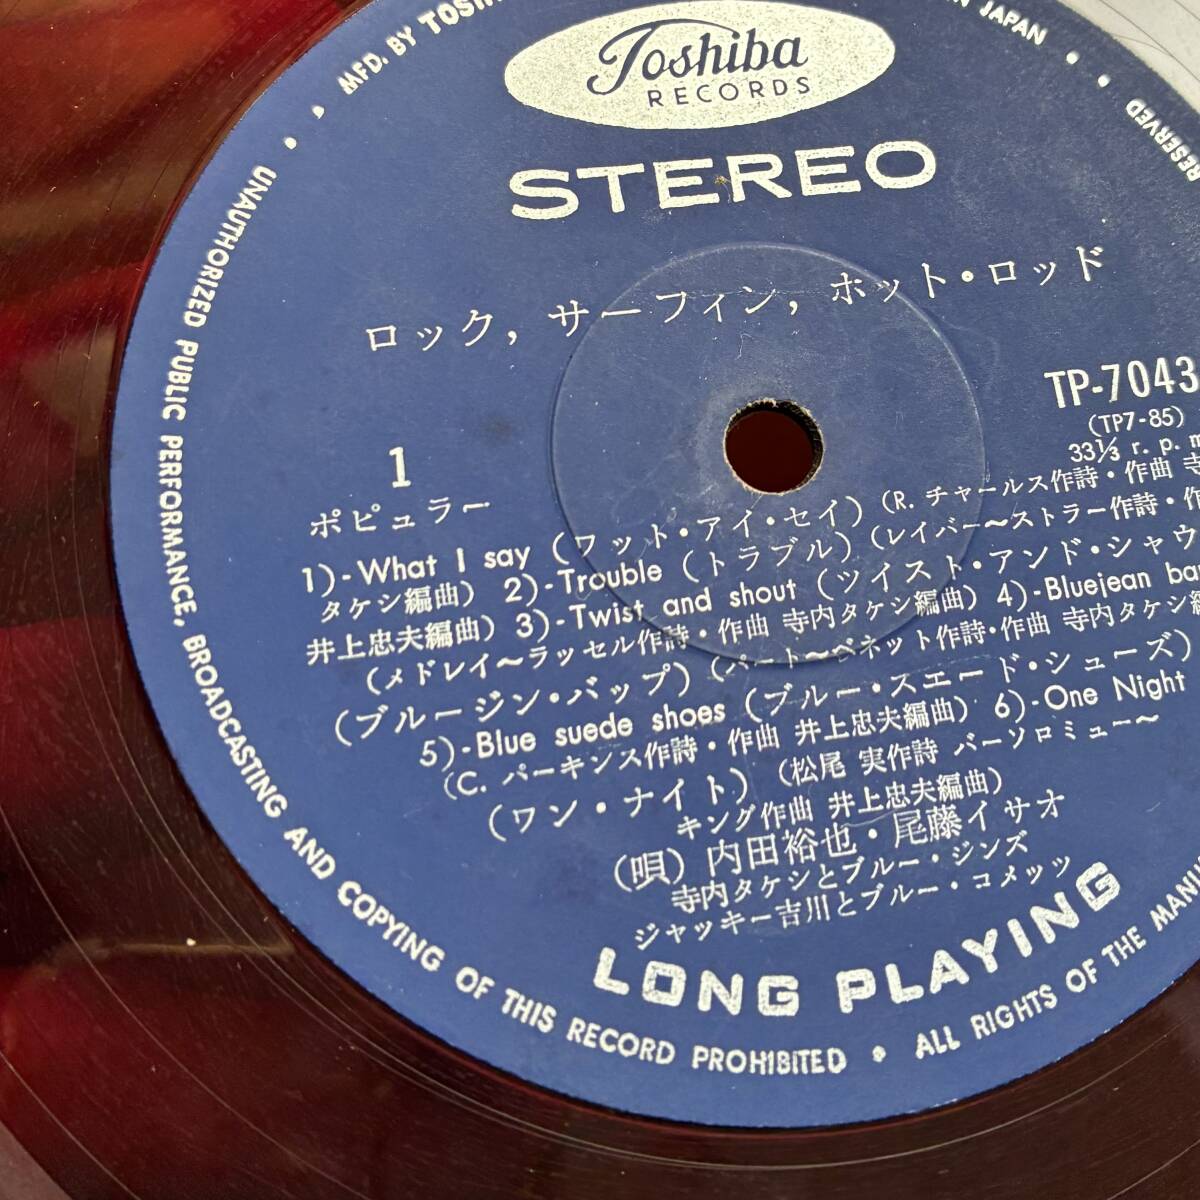 MFD. BY
JAPAN
RESERVED
Toshiba
RECORDS
STEREO
ロック, サーフィン, ホット・ロッド
TP-7043
(TP7-85)
33⅓ r. p.
1
ポピュラー
1)-What I say (ワット・アイ・セイ) (R. チャールス作詩・作曲 寺
タケシ編曲) 2)-Trouble (トラブル) (レイバー〜ストラー作詩・作
井上忠夫編曲) 3)-Twist and shout (ツイスト・アンド・シャウ
(メドレイ〜ラッセル作詩・作曲 寺内タケシ編曲) 4)-Bluejean
(ブルージン・バップ) (バート〜ベネット作詩・作曲 寺内タケシ編
5)-Blue suede shoes (ブルー・スエード・シューズ)
(C. パーキンス作詩・作曲 井上忠夫編曲) 6)-One Night
(ワン・ナイト) (松尾 実作詩 バーソロミュー〜
キング作曲 井上忠夫編曲)
(唄) 内田裕也・尾藤イサオ
寺内タケシとブルー・ジンズ
ジャッキー吉川とブルー・コメッツ
LONG PLAYING
UNAUTHORIZED PUBLIC PERFORMANCE, BROADCASTING AND COPYING OF THIS RECORD PROHIBITED • ALL RIGHTS OF THE